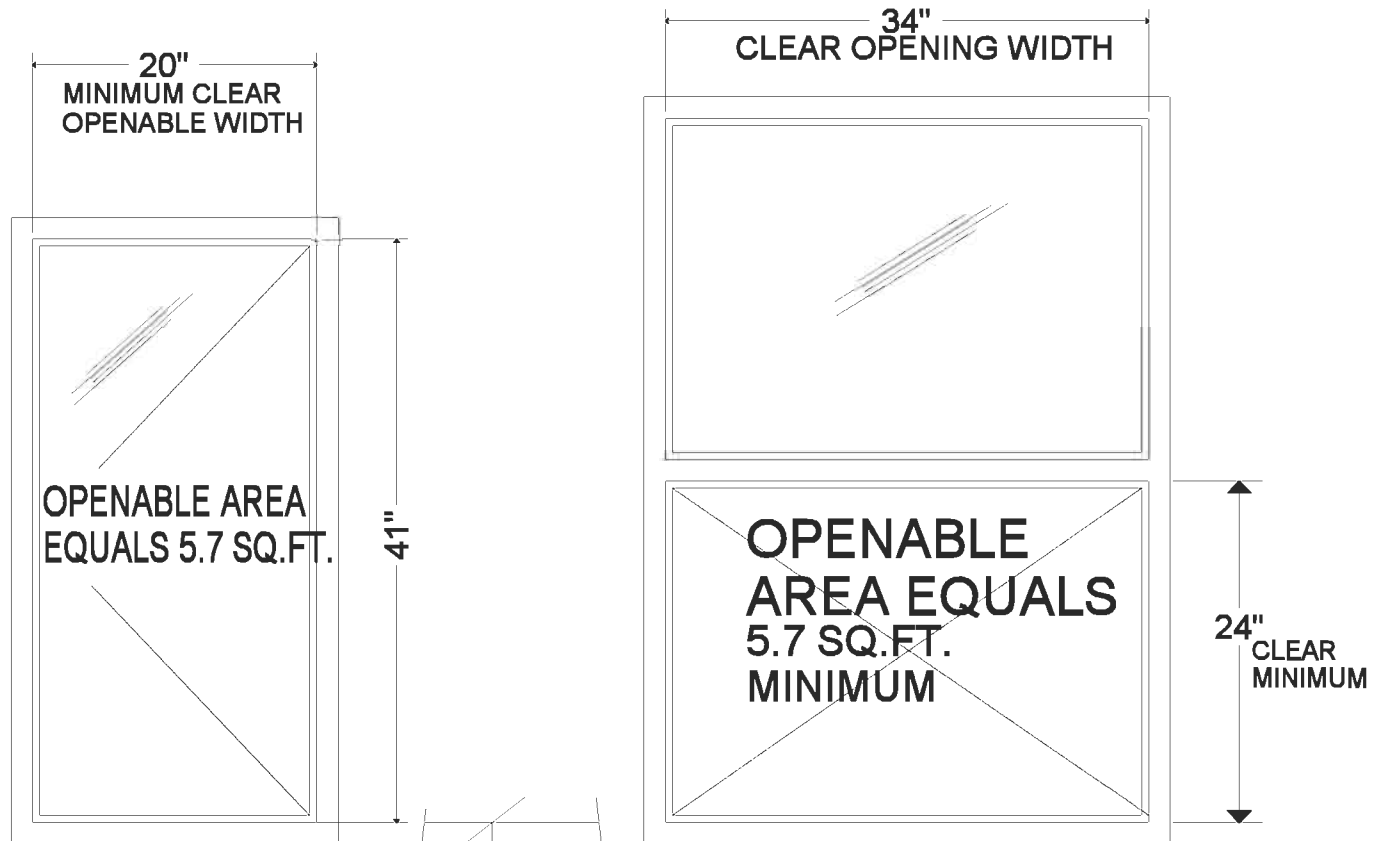 20"
MINIMUM CLEAR
OPENABLE WIDTH
OPENABLE AREA
EQUALS 5.7 SQ.FT.
41"
34"
CLEAR OPENING WIDTH
OPENABLE
AREA EQUALS
5.7 SQ.FT.
MINIMUM
24"
CLEAR
MINIMUM